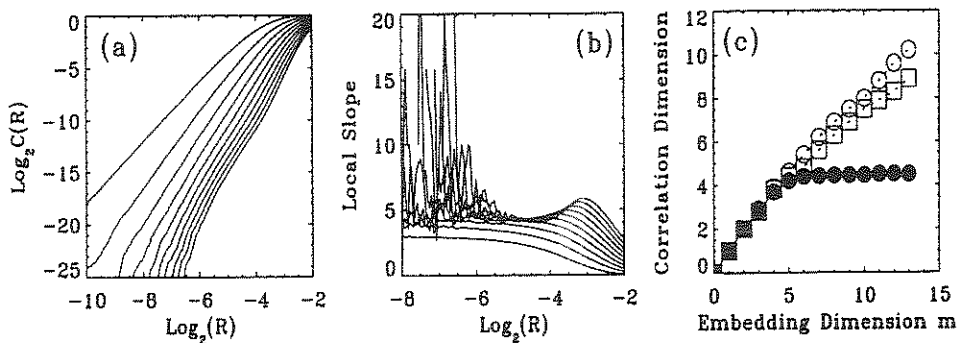 (a)
0
-5
-10
-15
-20
-25
Log₂C(R)
-10 -8 -6 -4 -2
Log₂(R)
(b)
20
15
10
5
0
Local Slope
-8 -6 -4 -2
Log₂(R)
(c)
12
10
8
6
4
2
0
Correlation Dimension
0 5 10 15
Embedding Dimension m